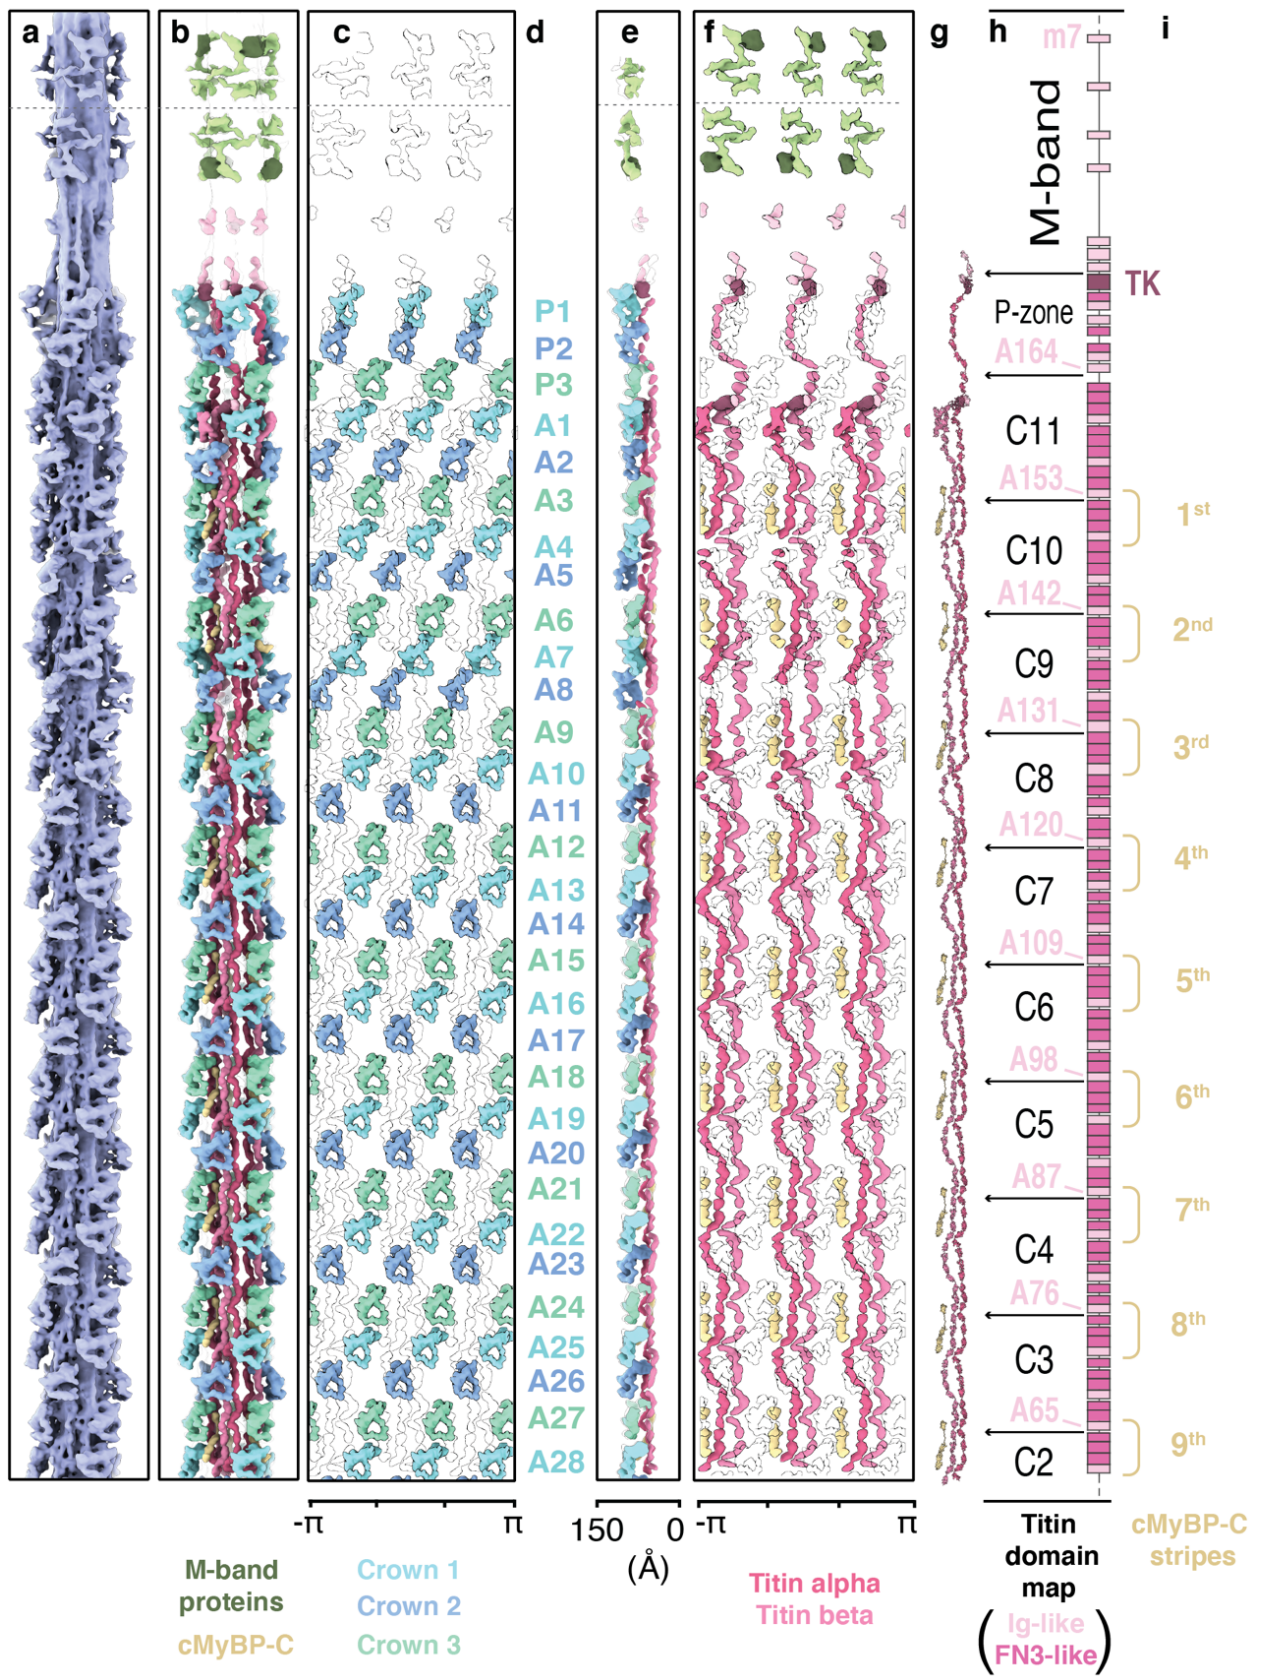 a
b
c
d
e
f
g
h
i
m7
M-band
TK
P-zone
A164
C11
A153
C10
A142
C9
A131
C8
A120
C7
A109
C6
A98
C5
A87
C4
A76
C3
A65
C2
P1
P2
P3
A1
A2
A3
A4
A5
A6
A7
A8
A9
A10
A11
A12
A13
A14
A15
A16
A17
A18
A19
A20
A21
A22
A23
A24
A25
A26
A27
A28
1st
2nd
3rd
4th
5th
6th
7th
8th
9th
-π π
150 0
(Å)
-π π
M-band
proteins
cMyBP-C
Crown 1
Crown 2
Crown 3
Titin alpha
Titin beta
Titin
domain
map
(Ig-like
FN3-like)
cMyBP-C
stripes